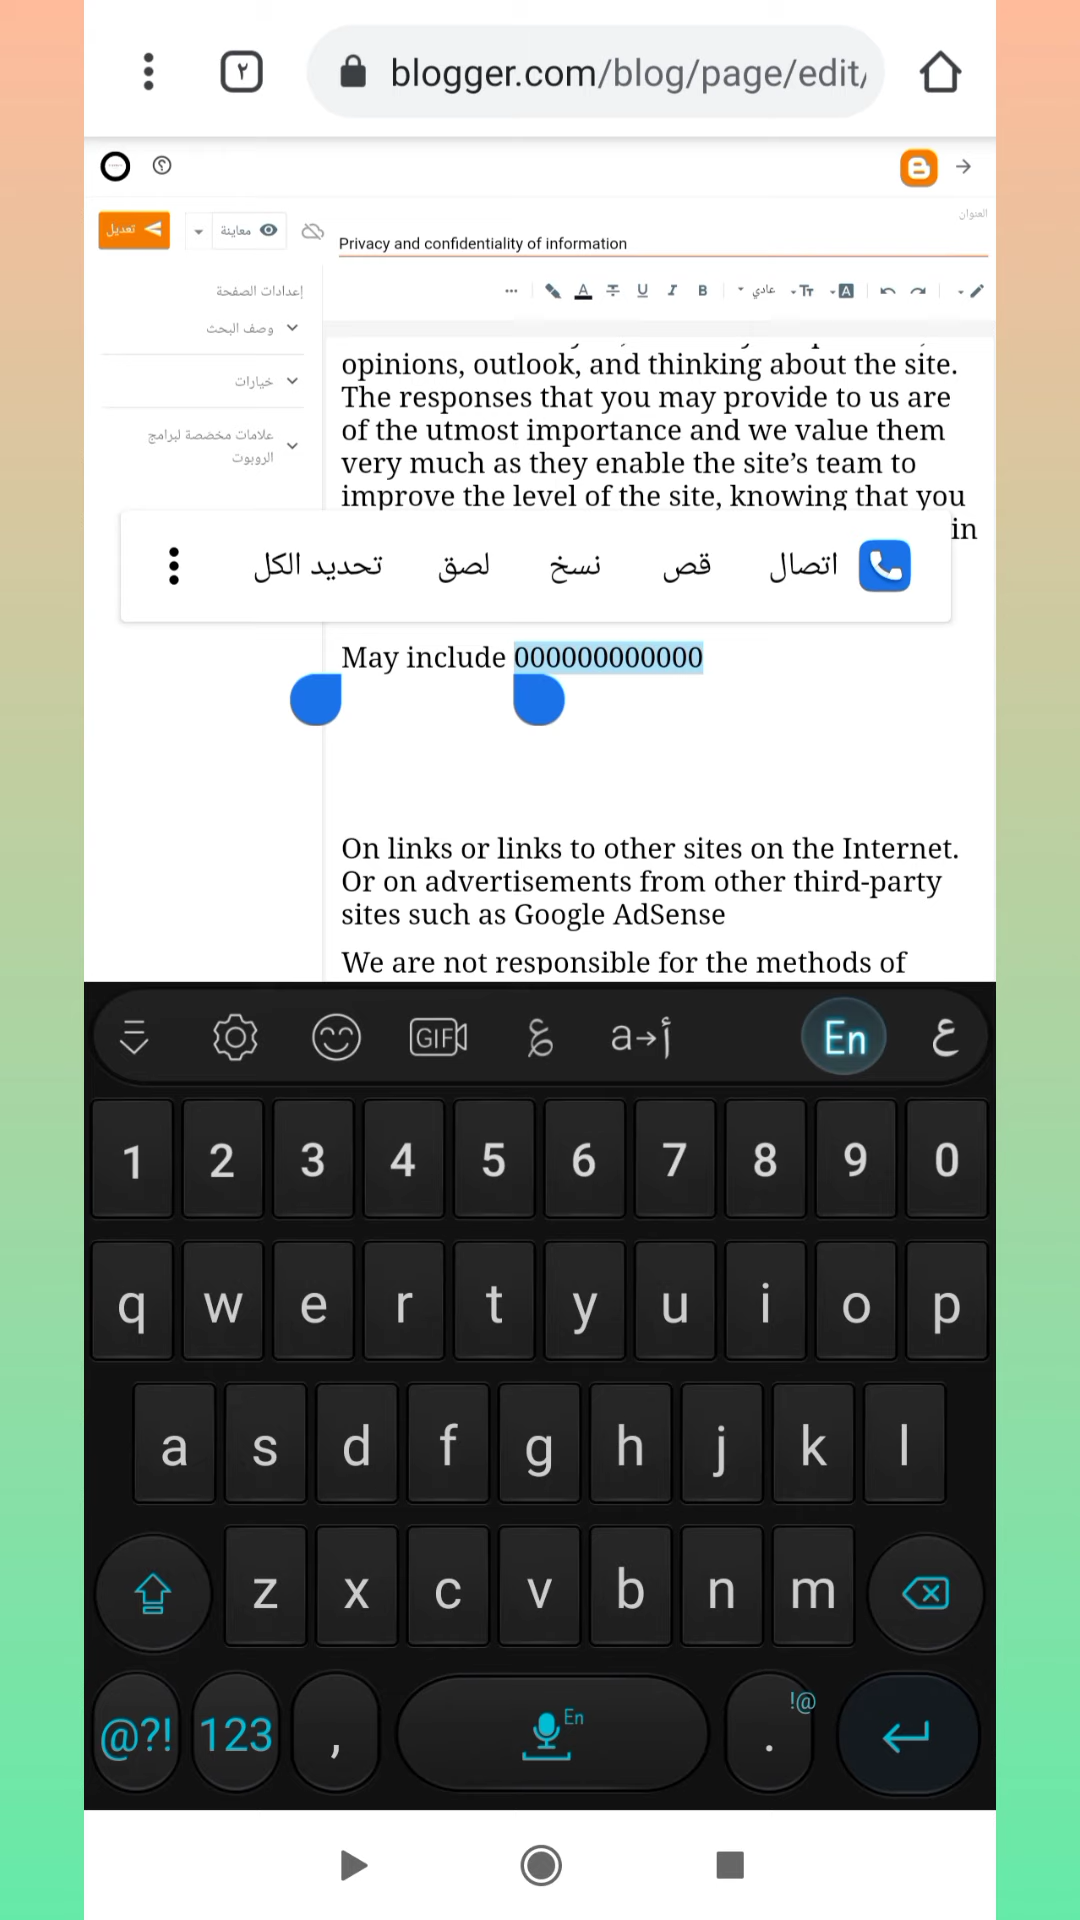 ٢
blogger.com/blog/page/edit/
العنوان
تعديل
معاينة
Privacy and confidentiality of information
إعدادات الصفحة
وصف البحث
خيارات
علامات مخصصة لبرامج
الروبوت
A U I B عادي Tт A
opinions, outlook, and thinking about the site.
The responses that you may provide to us are
of the utmost importance and we value them
very much as they enable the site’s team to
improve the level of the site, knowing that you
in
اتصال قص نسخ لصق تحديد الكل
May include 000000000000
On links or links to other sites on the Internet.
Or on advertisements from other third-party
sites such as Google AdSense
We are not responsible for the methods of
GIF a→أ En ع
1 2 3 4 5 6 7 8 9 0
q w e r t y u i o p
a s d f g h j k l
z x c v b n m
@?! 123 , En . !@